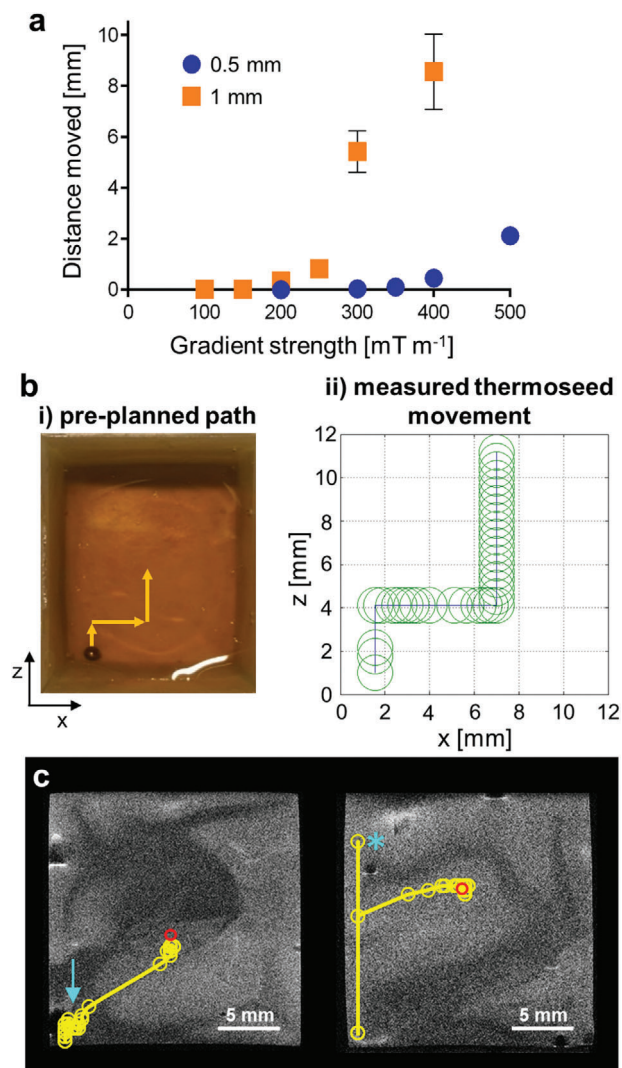 a
Distance moved [mm]
10
8
6
4
2
0
0.5 mm
1 mm
0
100
200
300
400
500
Gradient strength [mT m⁻¹]
b
i) pre-planned path
ii) measured thermoseed
movement
z
x
z [mm]
12
10
8
6
4
2
0
0
2
4
6
8
10
12
x [mm]
c
5 mm
*
5 mm